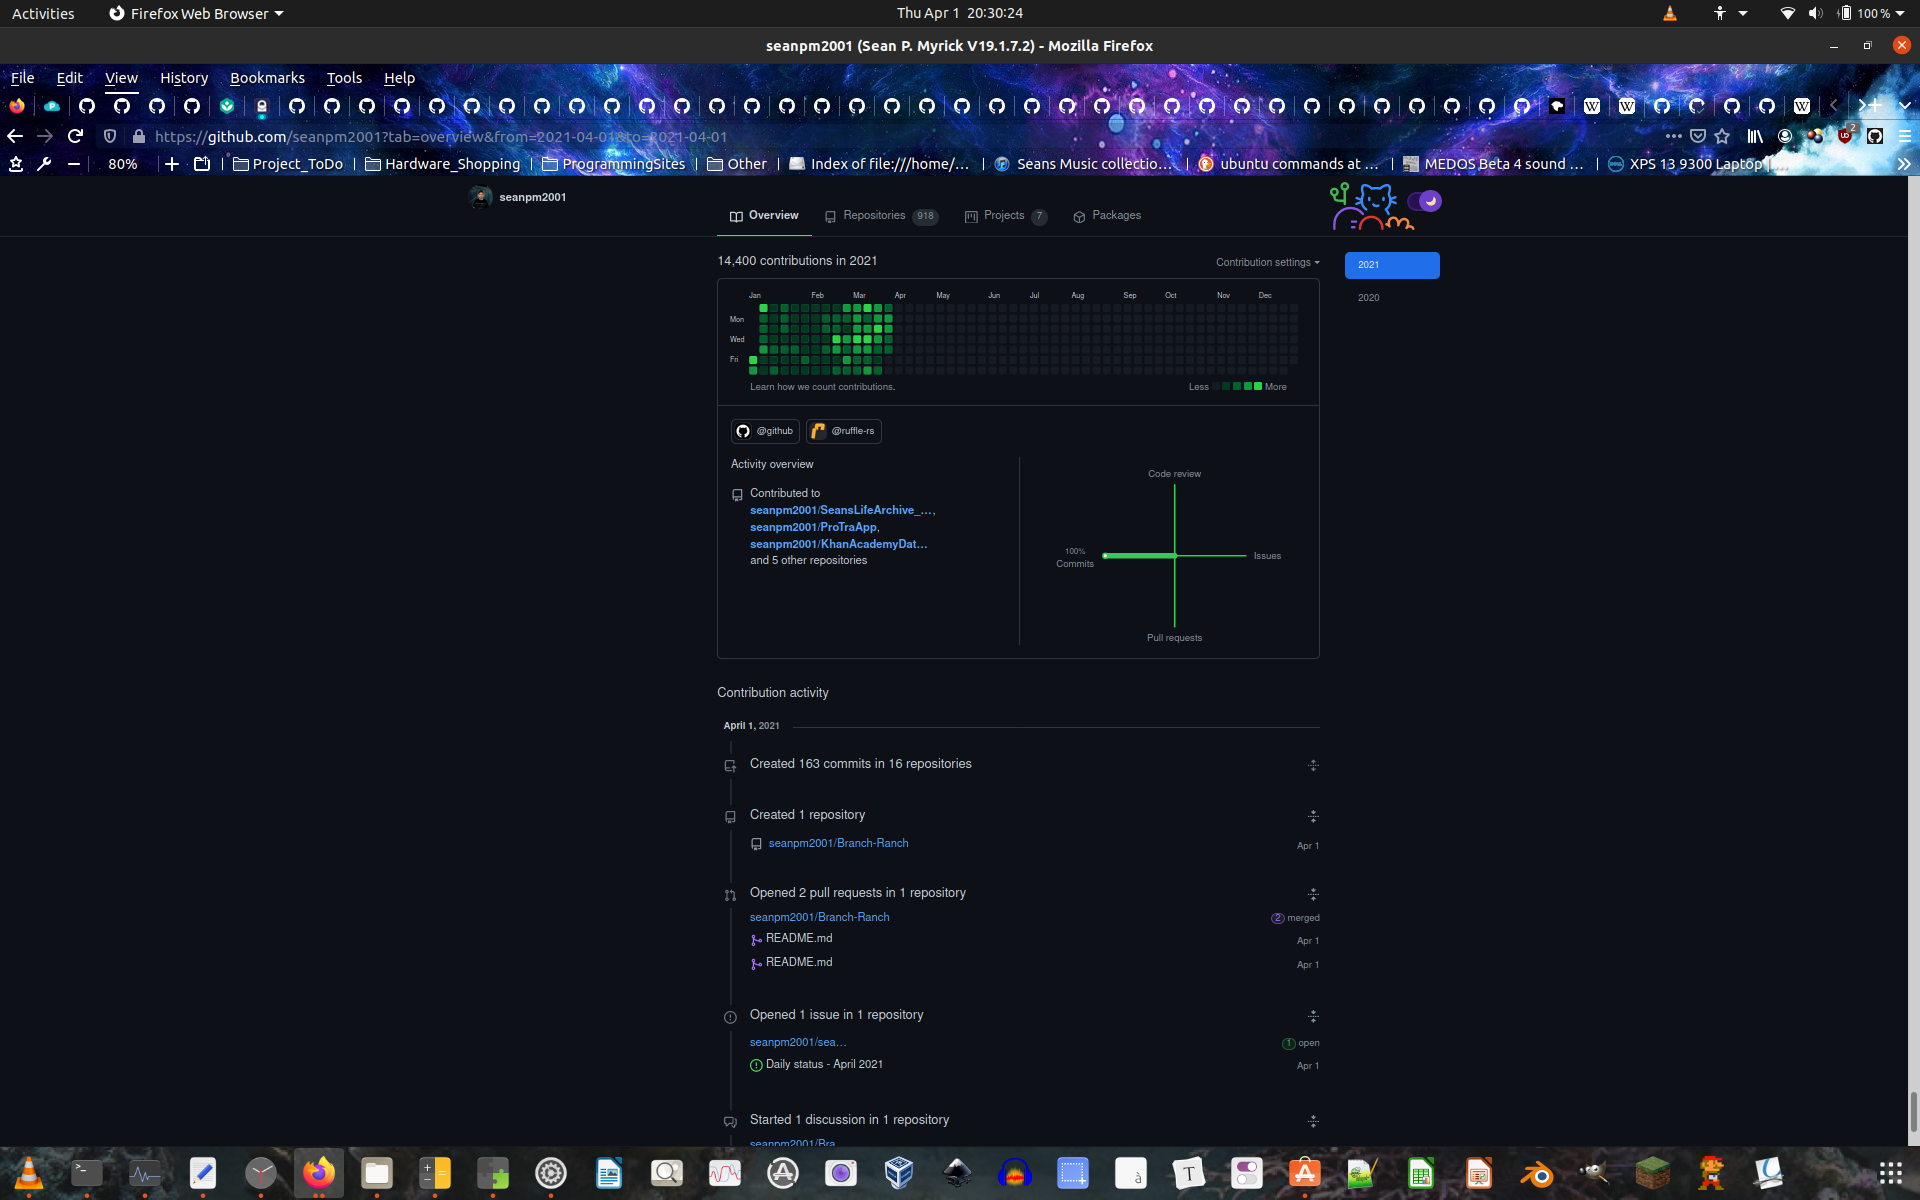 Activities Firefox Web Browser Thu Apr 1 20:30:24 100 %
seanpm2001 (Sean P. Myrick V19.1.7.2) - Mozilla Firefox
File Edit View History Bookmarks Tools Help
https://github.com/seanpm2001?tab=overview&from=2021-04-01&to=2021-04-01 2
80% Project_ToDo Hardware_Shopping ProgrammingSites Other Index of file:///home/… Seans Music collectio… ubuntu commands at … MEDOS Beta 4 sound … XPS 13 9300 Laptop |…
seanpm2001
Overview Repositories 918 Projects 7 Packages
14,400 contributions in 2021 Contribution settings
2021
2020
Jan Feb Mar Apr May Jun Jul Aug Sep Oct Nov Dec
Mon
Wed
Fri
Learn how we count contributions. Less More
@github @ruffle-rs
Activity overview
Contributed to
seanpm2001/SeansLifeArchive_…,
seanpm2001/ProTraApp,
seanpm2001/KhanAcademyDat…
and 5 other repositories
Code review
100%
Commits
Issues
Pull requests
Contribution activity
April 1, 2021
Created 163 commits in 16 repositories
Created 1 repository
seanpm2001/Branch-Ranch Apr 1
Opened 2 pull requests in 1 repository
seanpm2001/Branch-Ranch 2 merged
README.md Apr 1
README.md Apr 1
Opened 1 issue in 1 repository
seanpm2001/sea… 1 open
Daily status - April 2021 Apr 1
Started 1 discussion in 1 repository
seanpm2001/Bra…